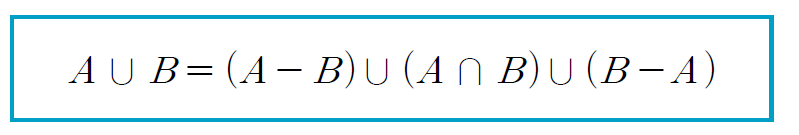 A ∪ B = (A − B) ∪ (A ∩ B) ∪ (B − A)